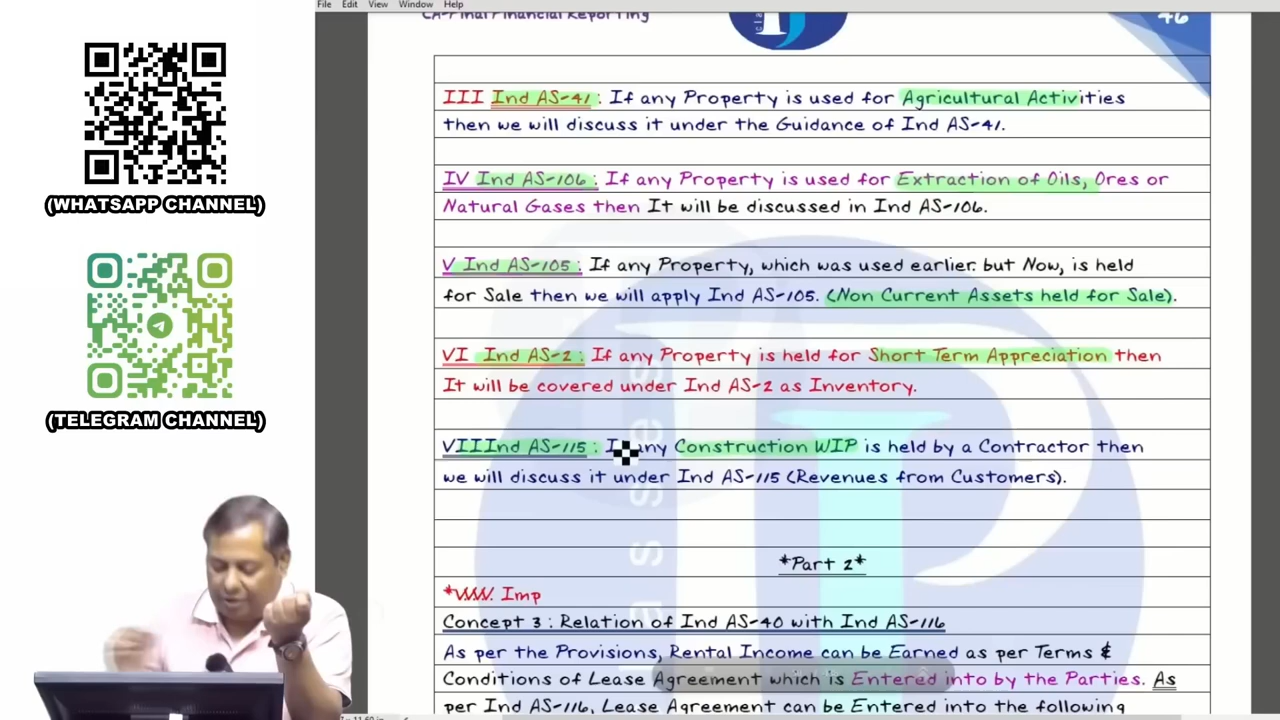 File Edit View Window Help
CA-Final Financial Reporting
46
III Ind AS-41 : If any Property is used for Agricultural Activities
then we will discuss it under the Guidance of Ind AS-41.
IV Ind AS-106 : If any Property is used for Extraction of Oils, Ores or
Natural Gases then It will be discussed in Ind AS-106.
V Ind AS-105 : If any Property, which was used earlier. but Now, is held
for Sale then we will apply Ind AS-105. (Non Current Assets held for Sale).
VI Ind AS-2 : If any Property is held for Short Term Appreciation then
It will be covered under Ind AS-2 as Inventory.
VIIInd AS-115 : any Construction WIP is held by a Contractor then
we will discuss it under Ind AS-115 (Revenues from Customers).
*Part 2*
*VVV. Imp
Concept 3 : Relation of Ind AS-40 with Ind AS-116
As per the Provisions, Rental Income can be Earned as per Terms &
Conditions of Lease Agreement which is Entered into by the Parties. As
per Ind AS-116, Lease Agreement can be Entered into the following
(WHATSAPP CHANNEL)
(TELEGRAM CHANNEL)